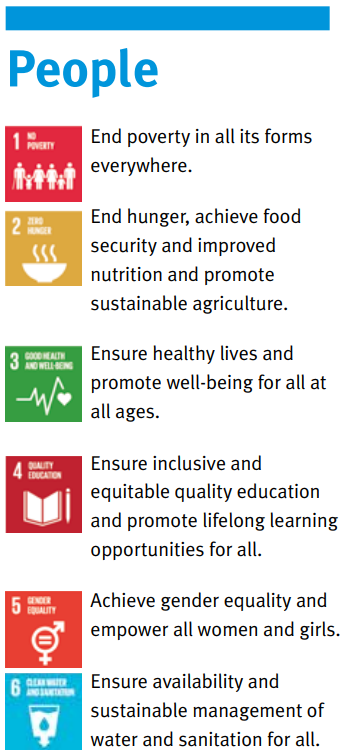 People
1 NO
POVERTY
End poverty in all its forms
everywhere.
2 ZERO
HUNGER
End hunger, achieve food
security and improved
nutrition and promote
sustainable agriculture.
3 GOOD HEALTH
AND WELL-BEING
Ensure healthy lives and
promote well-being for all at
all ages.
4 QUALITY
EDUCATION
Ensure inclusive and
equitable quality education
and promote lifelong learning
opportunities for all.
5 GENDER
EQUALITY
Achieve gender equality and
empower all women and girls.
6 CLEAN WATER
AND SANITATION
Ensure availability and
sustainable management of
water and sanitation for all.